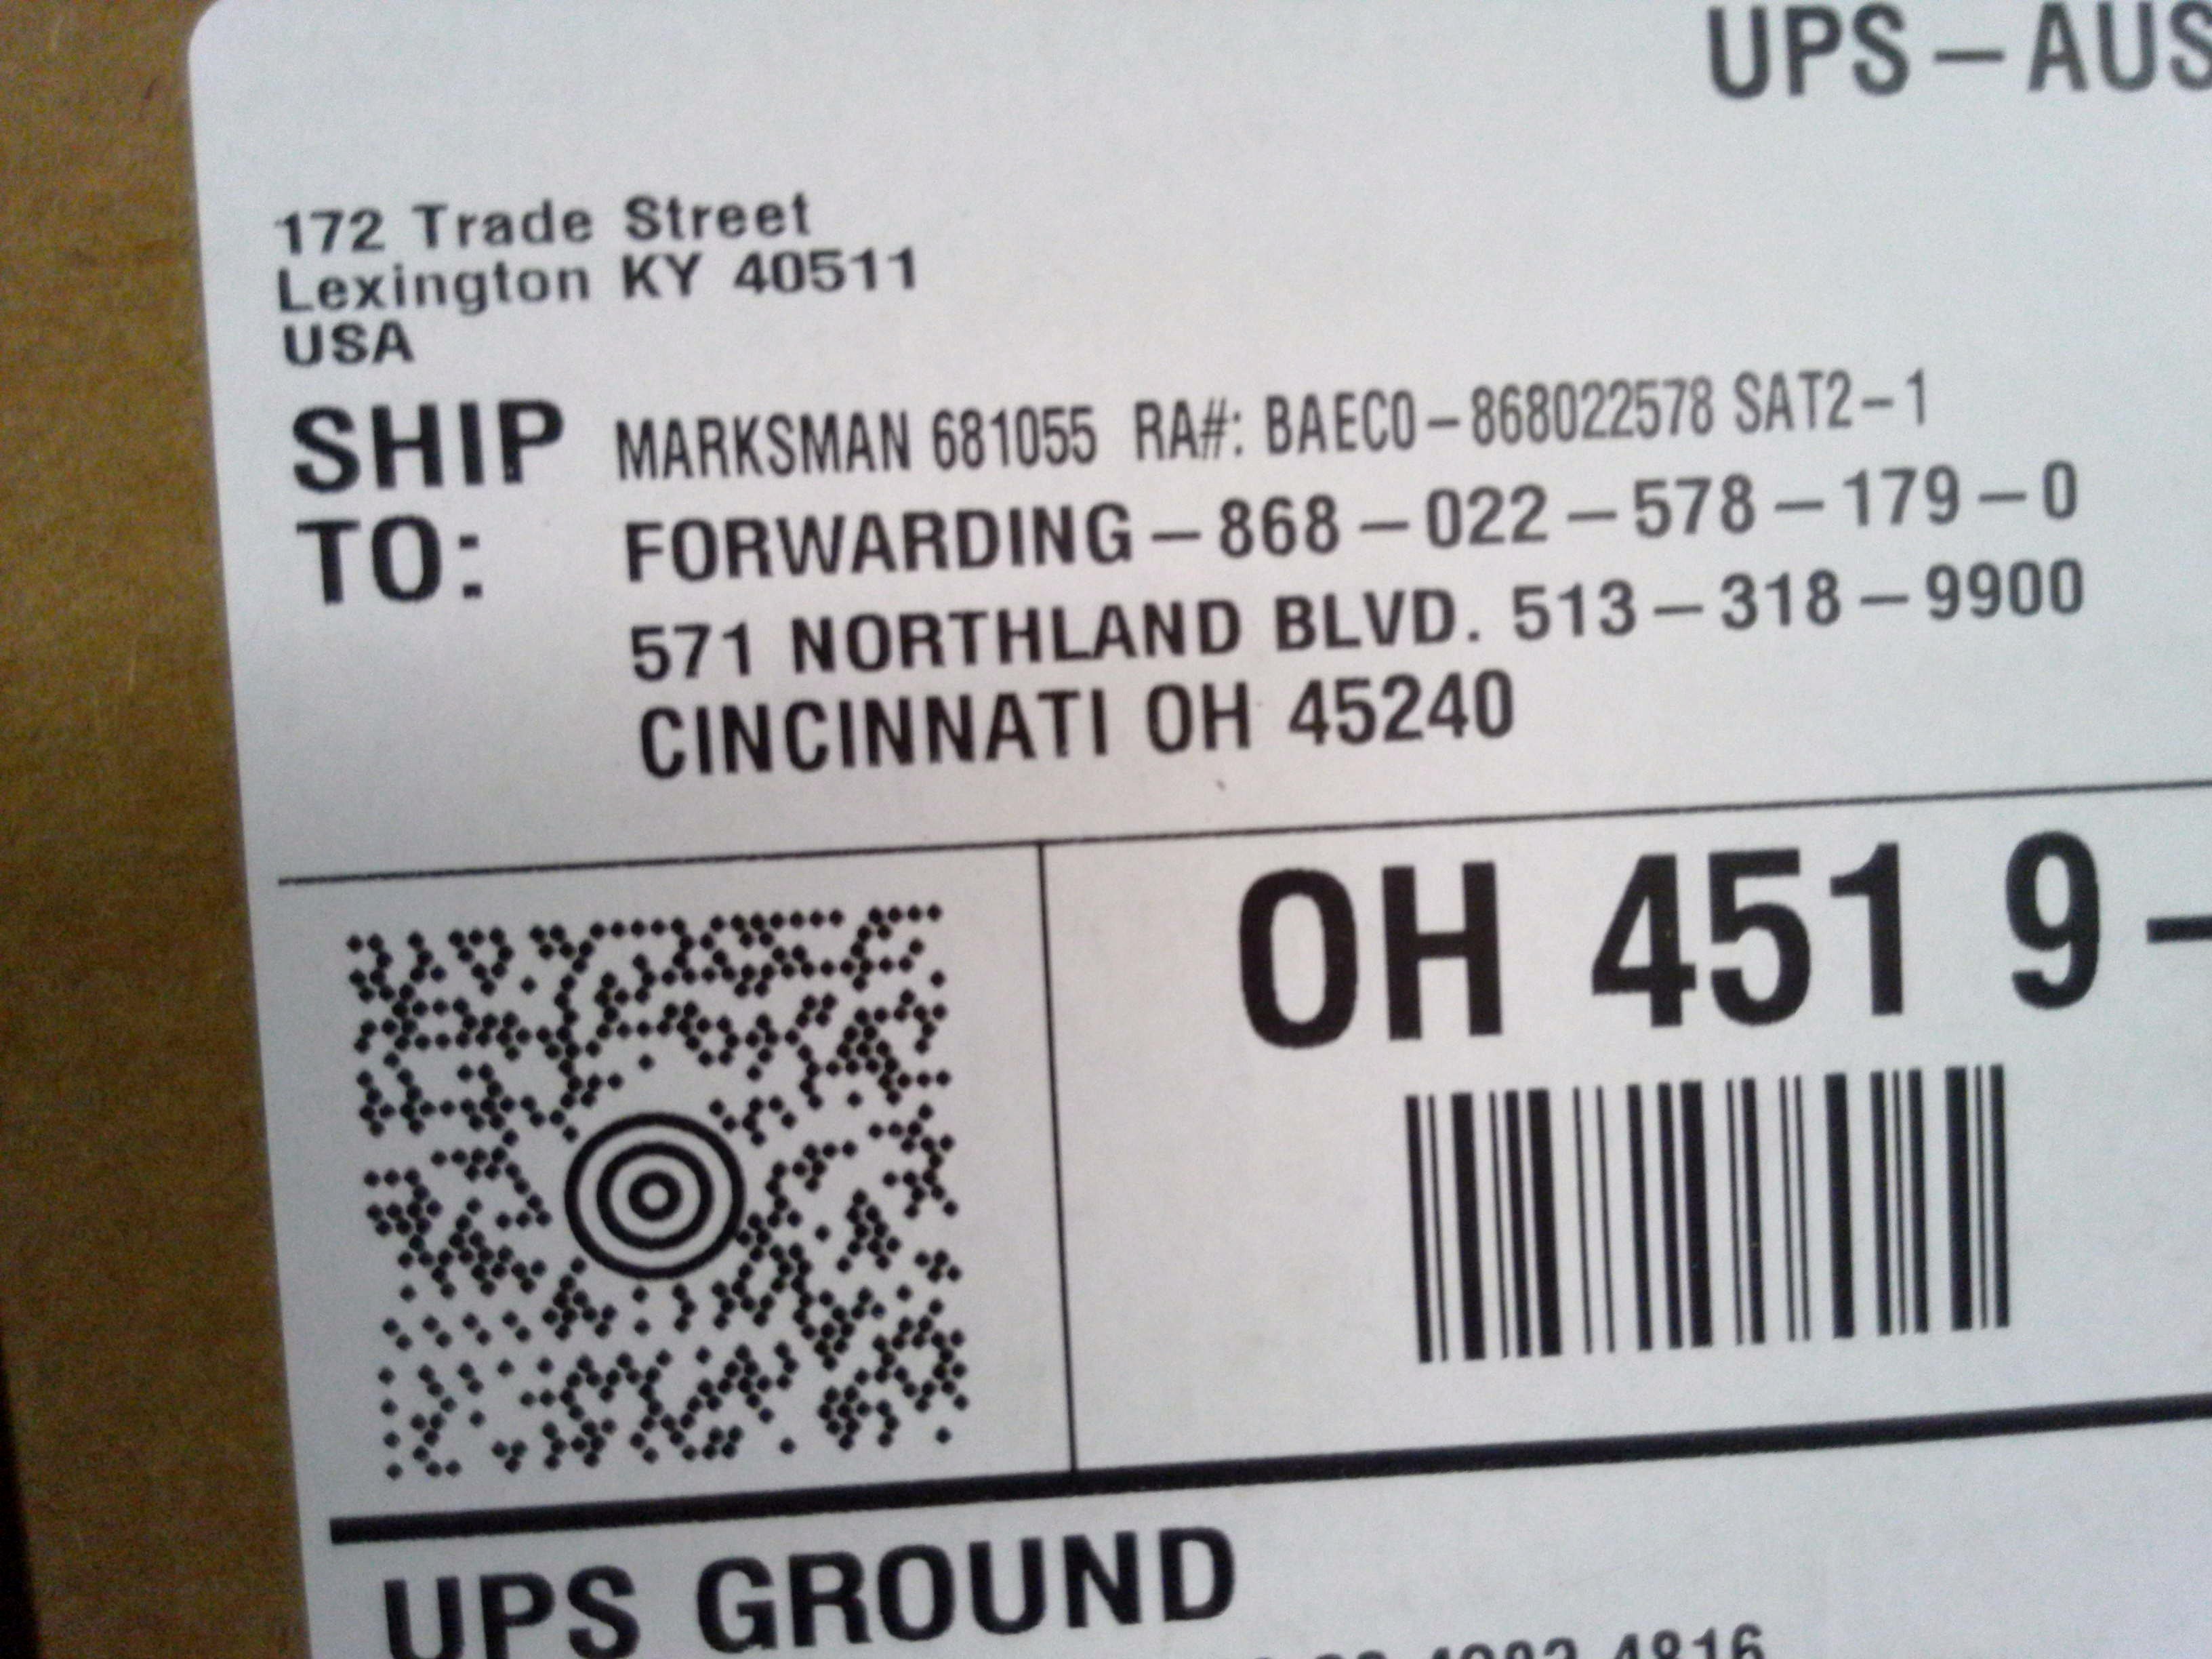 UPS-AUS
172 Trade Street
Lexington KY 40511
USA
SHIP TO:
MARKSMAN 681055 RA#: BAEC0-868022578 SAT2-1
FORWARDING-868-022-578-179-0
571 NORTHLAND BLVD. 513-318-9900
CINCINNATI OH 45240
OH 451 9-
UPS GROUND
4816